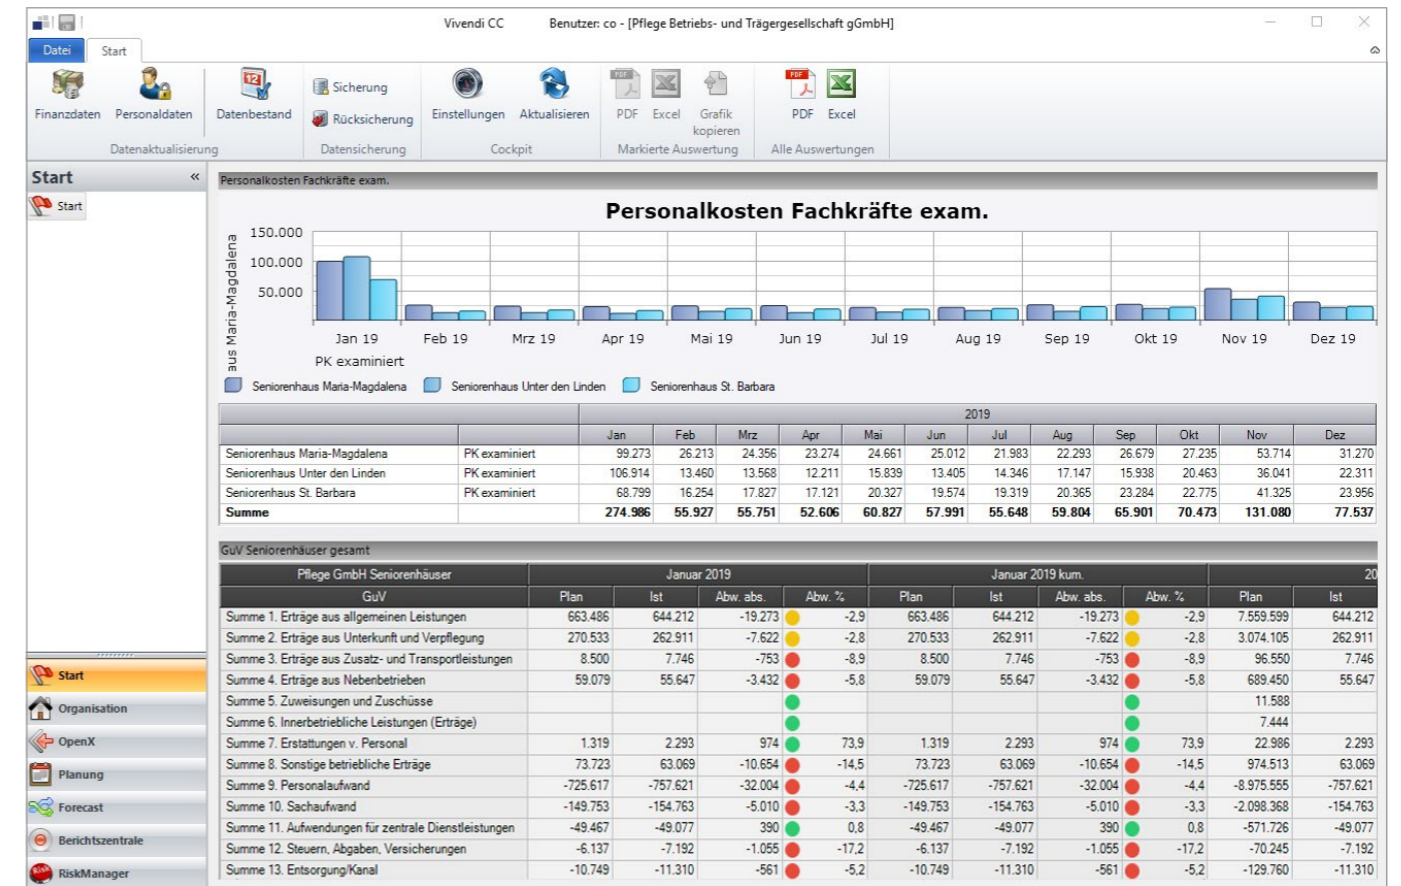 Vivendi CC Benutzer: co - [Pflege Betriebs- und Trägergesellschaft gGmbH]
Datei Start
Finanzdaten Personaldaten Datenbestand Sicherung Rücksicherung Einstellungen Aktualisieren PDF Excel Grafik kopieren PDF Excel
Datenaktualisierung Datensicherung Cockpit Markierte Auswertung Alle Auswertungen
Start «
Start
Personalkosten Fachkräfte exam.
Personalkosten Fachkräfte exam.
aus Maria-Magdalena
150.000
100.000
50.000
Jan 19 Feb 19 Mrz 19 Apr 19 Mai 19 Jun 19 Jul 19 Aug 19 Sep 19 Okt 19 Nov 19 Dez 19
PK examiniert
Seniorenhaus Maria-Magdalena Seniorenhaus Unter den Linden Seniorenhaus St. Barbara
2019
Jan Feb Mrz Apr Mai Jun Jul Aug Sep Okt Nov Dez
Seniorenhaus Maria-Magdalena PK examiniert 99.273 26.213 24.356 23.274 24.661 25.012 21.983 22.293 26.679 27.235 53.714 31.270
Seniorenhaus Unter den Linden PK examiniert 106.914 13.460 13.568 12.211 15.839 13.405 14.346 17.147 15.938 20.463 36.041 22.311
Seniorenhaus St. Barbara PK examiniert 68.799 16.254 17.827 17.121 20.327 19.574 19.319 20.365 23.284 22.775 41.325 23.956
Summe 274.986 55.927 55.751 52.606 60.827 57.991 55.648 59.804 65.901 70.473 131.080 77.537
GuV Seniorenhäuser gesamt
Pflege GmbH Seniorenhäuser Januar 2019 Januar 2019 kum. 20
GuV Plan Ist Abw. abs. Abw. % Plan Ist Abw. abs. Abw. % Plan Ist
Summe 1. Erträge aus allgemeinen Leistungen 663.486 644.212 -19.273 -2,9 663.486 644.212 -19.273 -2,9 7.559.599 644.212
Summe 2. Erträge aus Unterkunft und Verpflegung 270.533 262.911 -7.622 -2,8 270.533 262.911 -7.622 -2,8 3.074.105 262.911
Summe 3. Erträge aus Zusatz- und Transportleistungen 8.500 7.746 -753 -8,9 8.500 7.746 -753 -8,9 96.550 7.746
Summe 4. Erträge aus Nebenbetrieben 59.079 55.647 -3.432 -5,8 59.079 55.647 -3.432 -5,8 689.450 55.647
Summe 5. Zuweisungen und Zuschüsse 11.588
Summe 6. Innerbetriebliche Leistungen (Erträge) 7.444
Summe 7. Erstattungen v. Personal 1.319 2.293 974 73,9 1.319 2.293 974 73,9 22.986 2.293
Summe 8. Sonstige betriebliche Erträge 73.723 63.069 -10.654 -14,5 73.723 63.069 -10.654 -14,5 974.513 63.069
Summe 9. Personalaufwand -725.617 -757.621 -32.004 -4,4 -725.617 -757.621 -32.004 -4,4 -8.975.555 -757.621
Summe 10. Sachaufwand -149.753 -154.763 -5.010 -3,3 -149.753 -154.763 -5.010 -3,3 -2.098.368 -154.763
Summe 11. Aufwendungen für zentrale Dienstleistungen -49.467 -49.077 390 0,8 -49.467 -49.077 390 0,8 -571.726 -49.077
Summe 12. Steuern, Abgaben, Versicherungen -6.137 -7.192 -1.055 -17,2 -6.137 -7.192 -1.055 -17,2 -70.245 -7.192
Summe 13. Entsorgung/Kanal -10.749 -11.310 -561 -5,2 -10.749 -11.310 -561 -5,2 -129.760 -11.310
Start
Organisation
OpenX
Planung
Forecast
Berichtszentrale
RiskManager